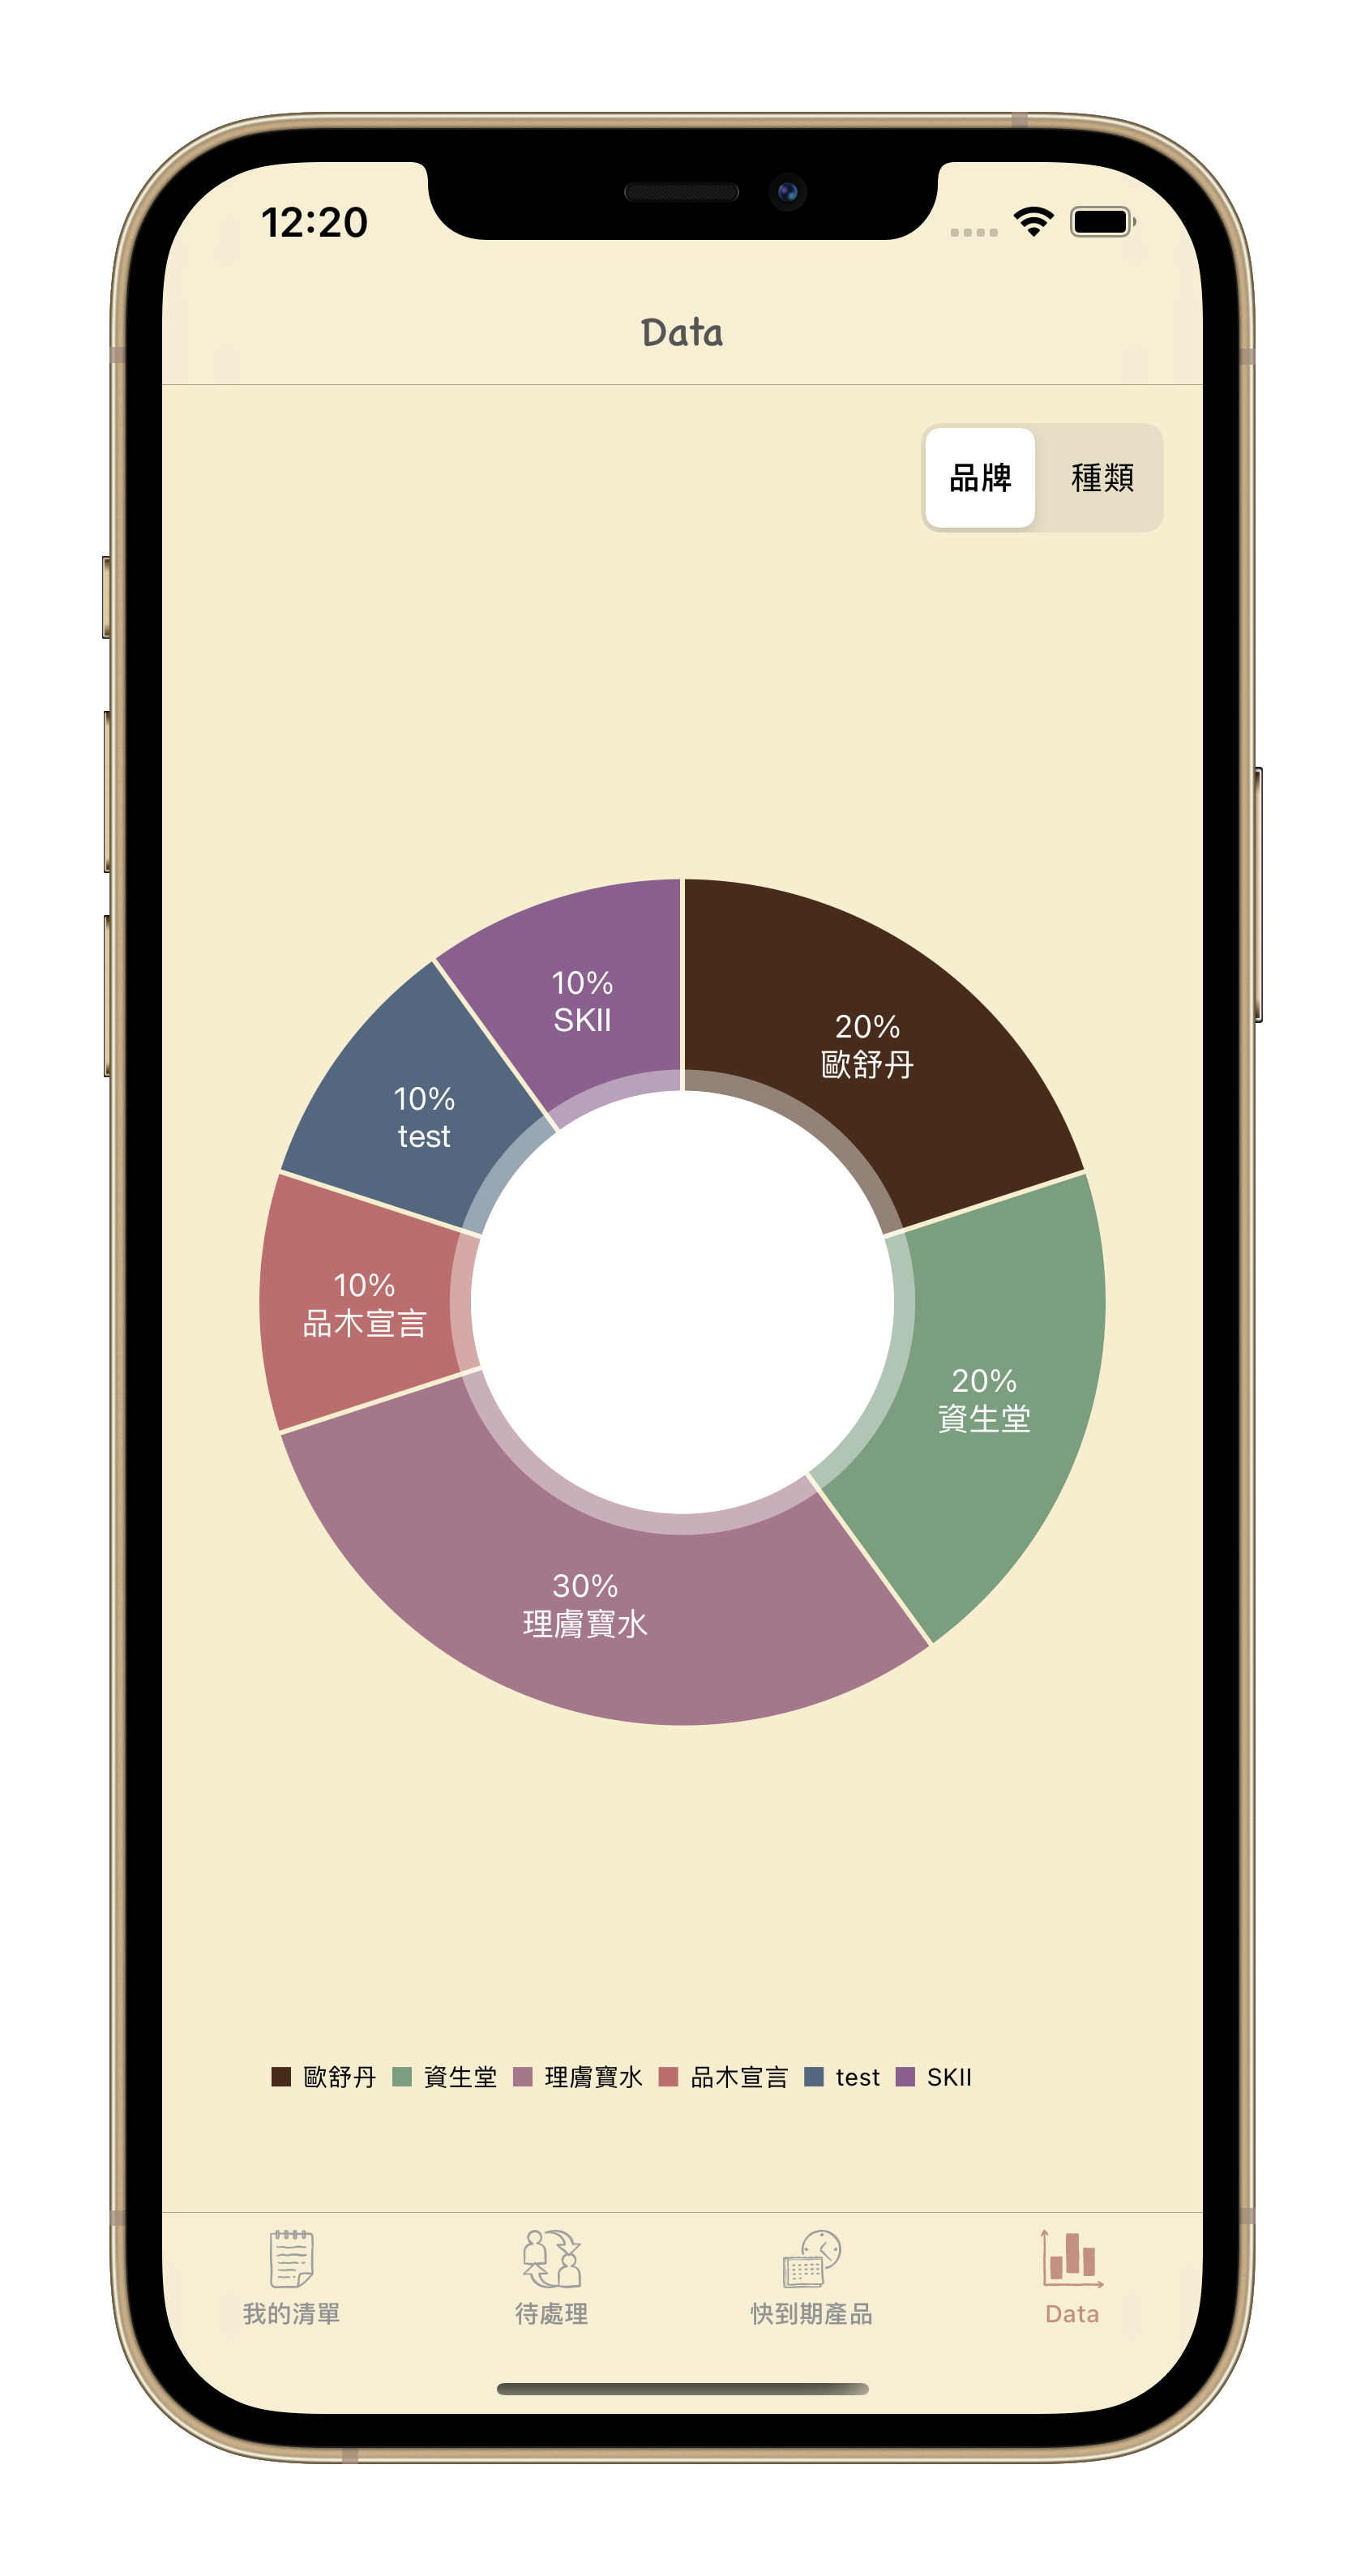 12:20
Data
品牌 種類
10%
SKII
20%
歐舒丹
10%
test
10%
品木宣言
20%
資生堂
30%
理膚寶水
歐舒丹 資生堂 理膚寶水 品木宣言 test SKII
我的清單 待處理 快到期產品 Data